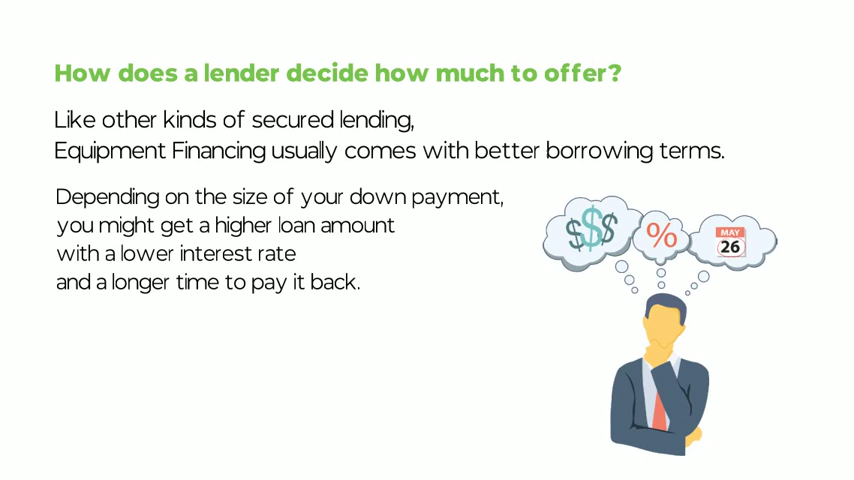 How does a lender decide how much to offer?
Like other kinds of secured lending,
Equipment Financing usually comes with better borrowing terms.
Depending on the size of your down payment,
you might get a higher loan amount
with a lower interest rate
and a longer time to pay it back.
$$$
%
MAY
26